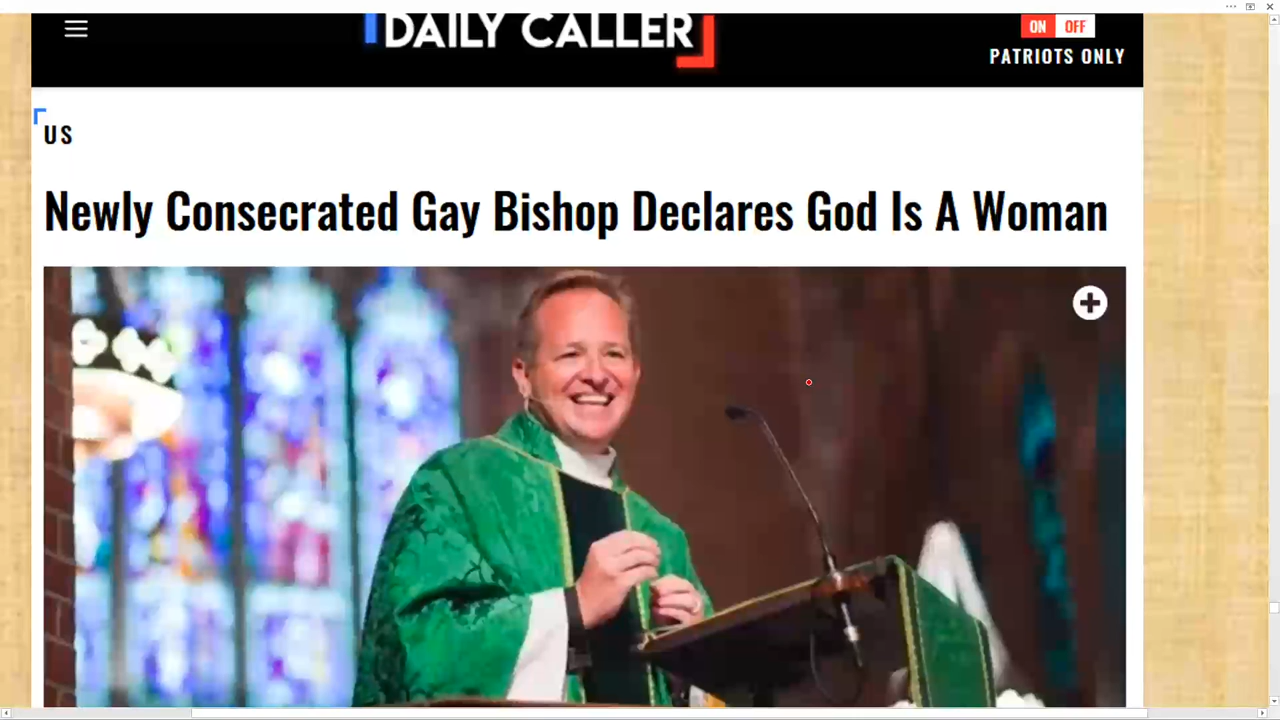 DAILY CALLER
ON OFF
PATRIOTS ONLY
US
Newly Consecrated Gay Bishop Declares God Is A Woman